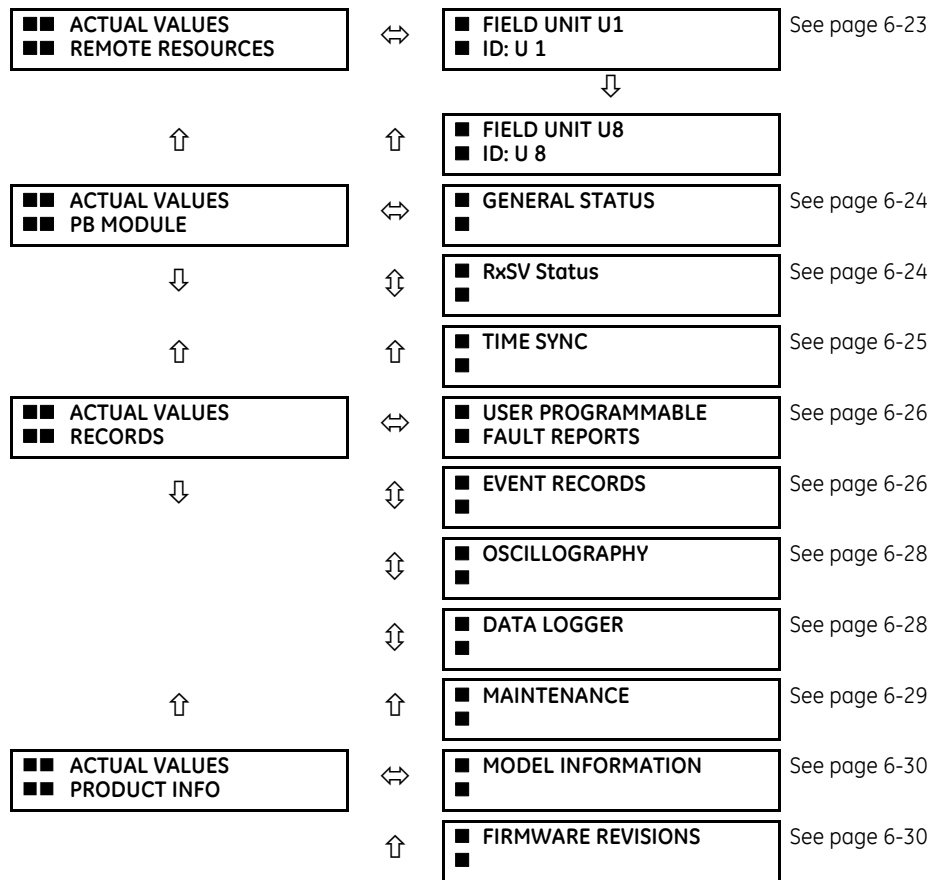 ■■ ACTUAL VALUES
■■ REMOTE RESOURCES
⇔
■ FIELD UNIT U1
■ ID: U 1
See page 6-23
⇩
⇧
⇧
■ FIELD UNIT U8
■ ID: U 8
■■ ACTUAL VALUES
■■ PB MODULE
⇔
■ GENERAL STATUS
■
See page 6-24
⇩
⇕
■ RxSV Status
■
See page 6-24
⇧
⇧
■ TIME SYNC
■
See page 6-25
■■ ACTUAL VALUES
■■ RECORDS
⇔
■ USER PROGRAMMABLE
■ FAULT REPORTS
See page 6-26
⇩
⇕
■ EVENT RECORDS
■
See page 6-26
⇕
■ OSCILLOGRAPHY
■
See page 6-28
⇕
■ DATA LOGGER
■
See page 6-28
⇧
⇧
■ MAINTENANCE
■
See page 6-29
■■ ACTUAL VALUES
■■ PRODUCT INFO
⇔
■ MODEL INFORMATION
■
See page 6-30
⇧
■ FIRMWARE REVISIONS
■
See page 6-30